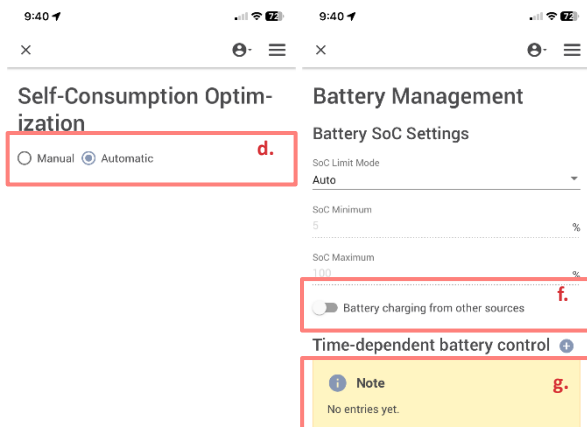 9:40
72
Self-Consumption Optim-
ization
d.
Manual Automatic
9:40
72
Battery Management
Battery SoC Settings
SoC Limit Mode
Auto
SoC Minimum
5 %
SoC Maximum
100 %
f.
Battery charging from other sources
Time-dependent battery control
Note
g.
No entries yet.